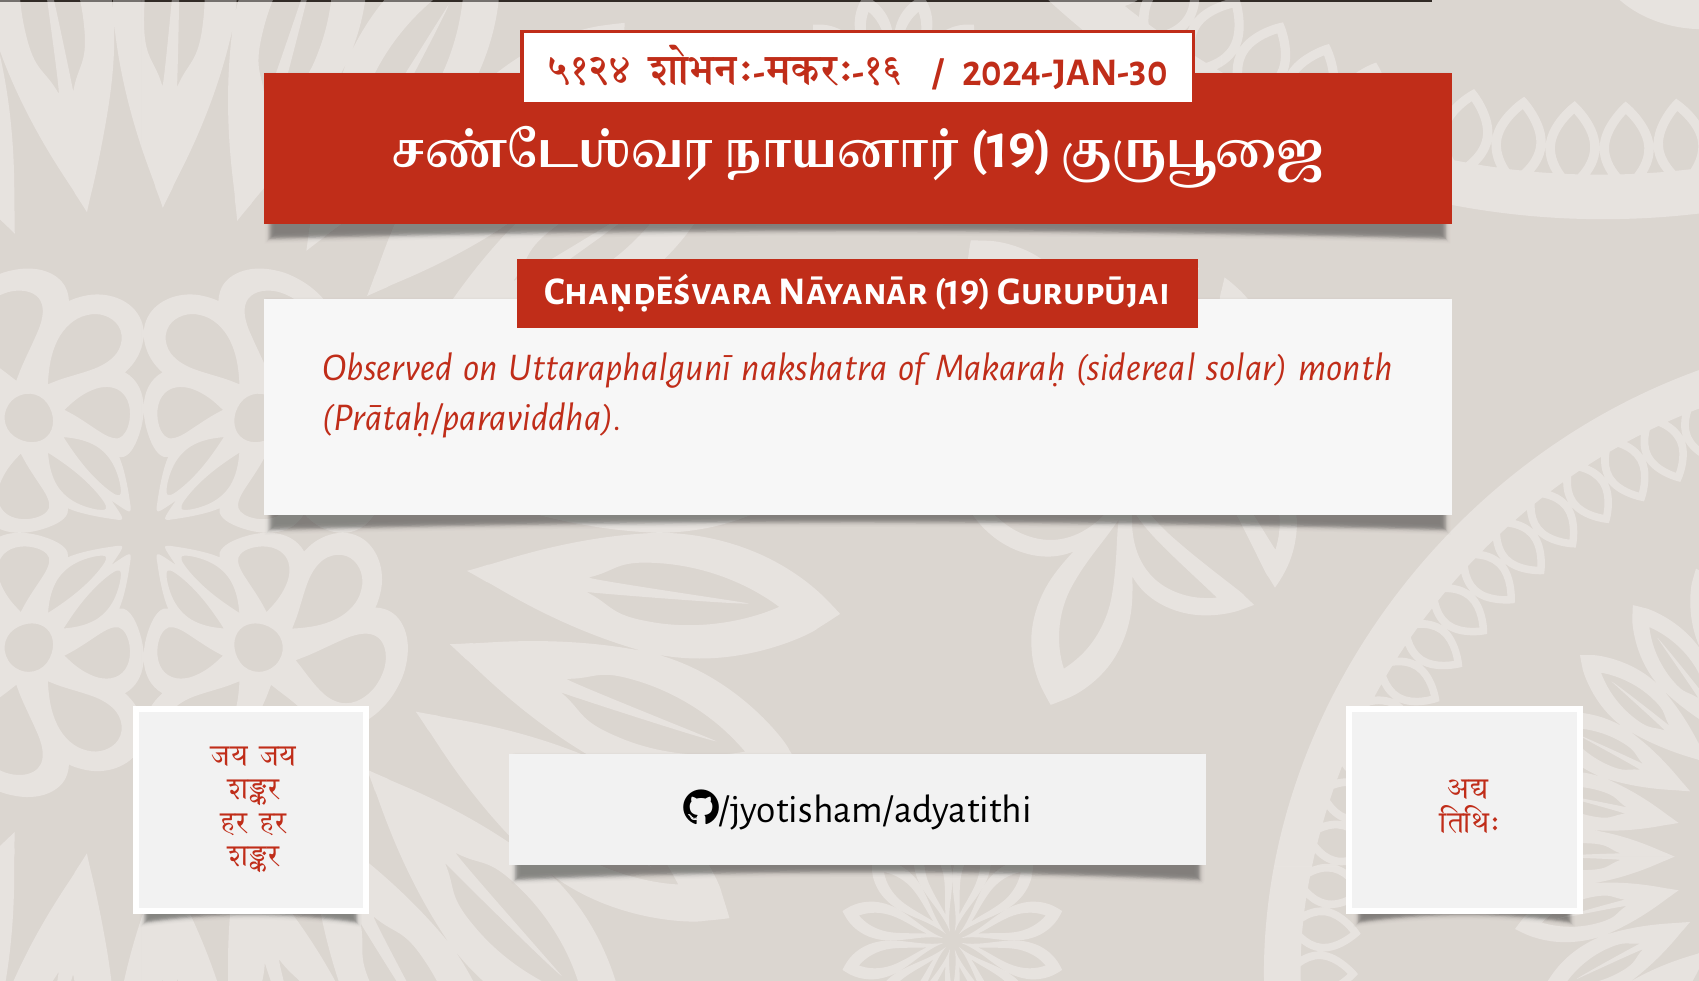 ५१२४ शोभनः-मकरः-१६ / 2024-JAN-30
சண்டேஶ்வர நாயனார் (19) குருபூஜை
Chaṇḍēśvara Nāyanār (19) Gurupūjai
Observed on Uttaraphalgunī nakshatra of Makaraḥ (sidereal solar) month
(Prātaḥ/paraviddha).
जय जय
शङ्कर
हर हर
शङ्कर
/jyotisham/adyatithi
अद्य
तिथिः